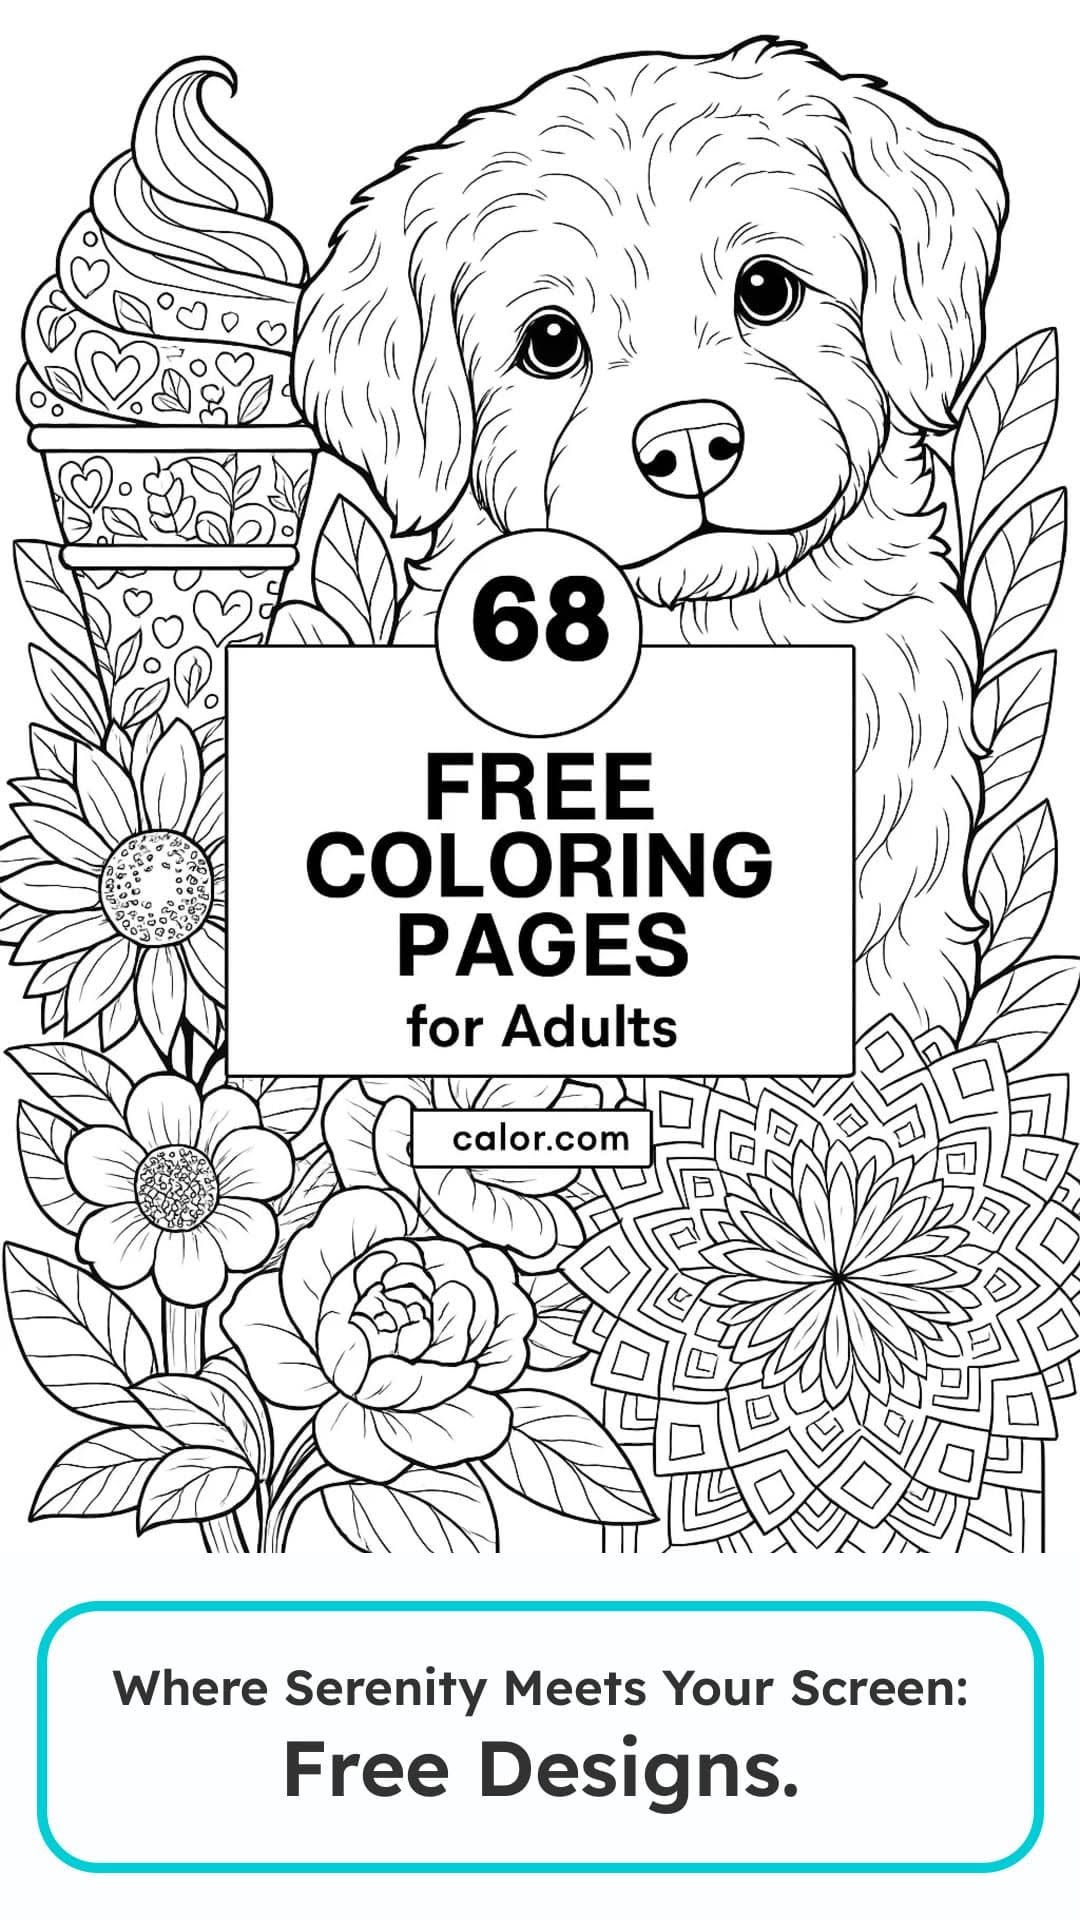 68
FREE
COLORING
PAGES
for Adults
calor.com
Where Serenity Meets Your Screen:
Free Designs.